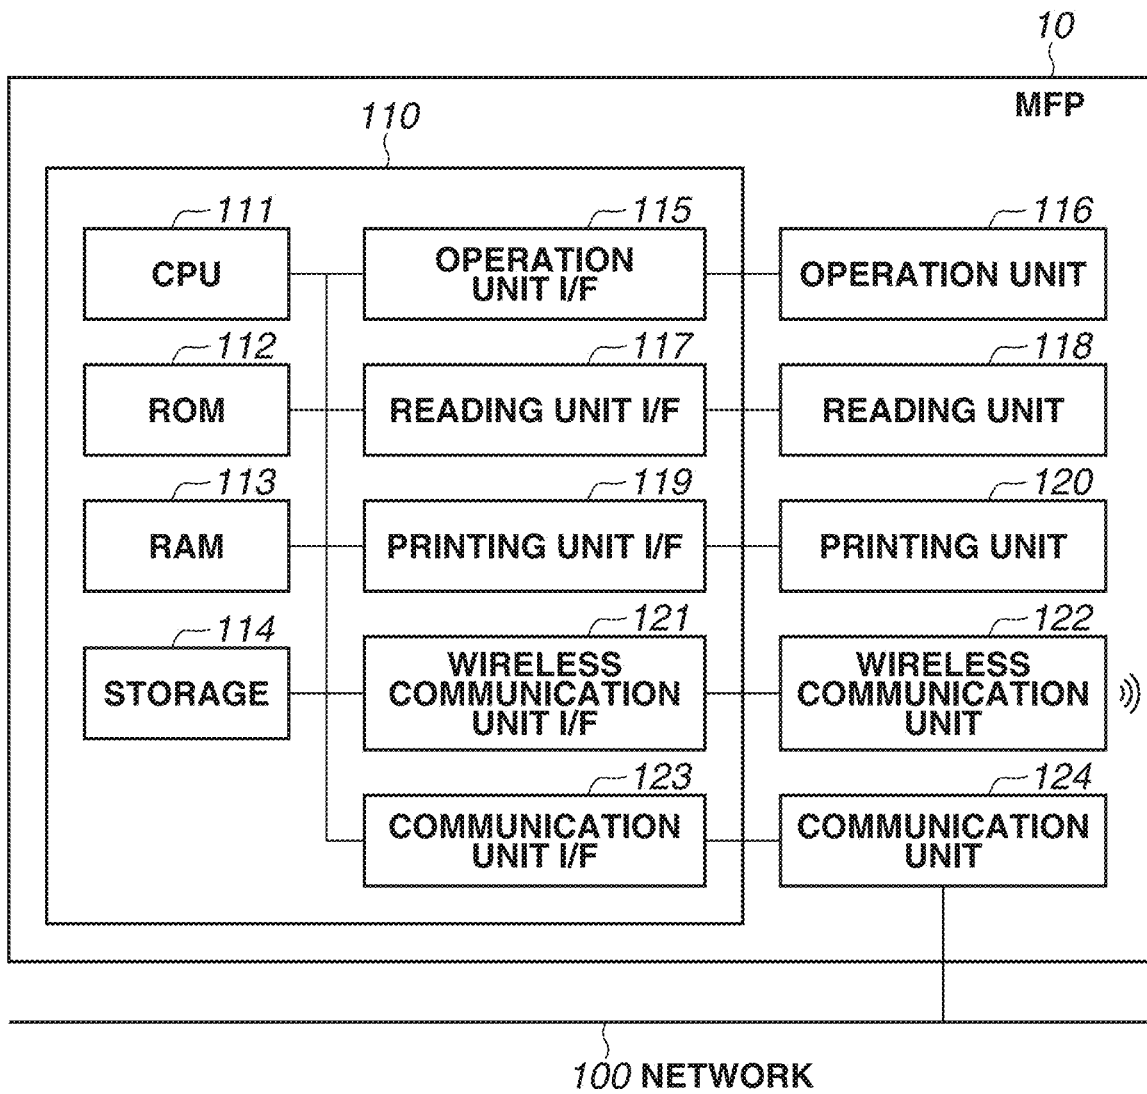 10
MFP
110
111
CPU
115
OPERATION
UNIT I/F
116
OPERATION UNIT
112
ROM
117
READING UNIT I/F
118
READING UNIT
113
RAM
119
PRINTING UNIT I/F
120
PRINTING UNIT
114
STORAGE
121
WIRELESS
COMMUNICATION
UNIT I/F
122
WIRELESS
COMMUNICATION
UNIT
123
COMMUNICATION
UNIT I/F
124
COMMUNICATION
UNIT
100 NETWORK